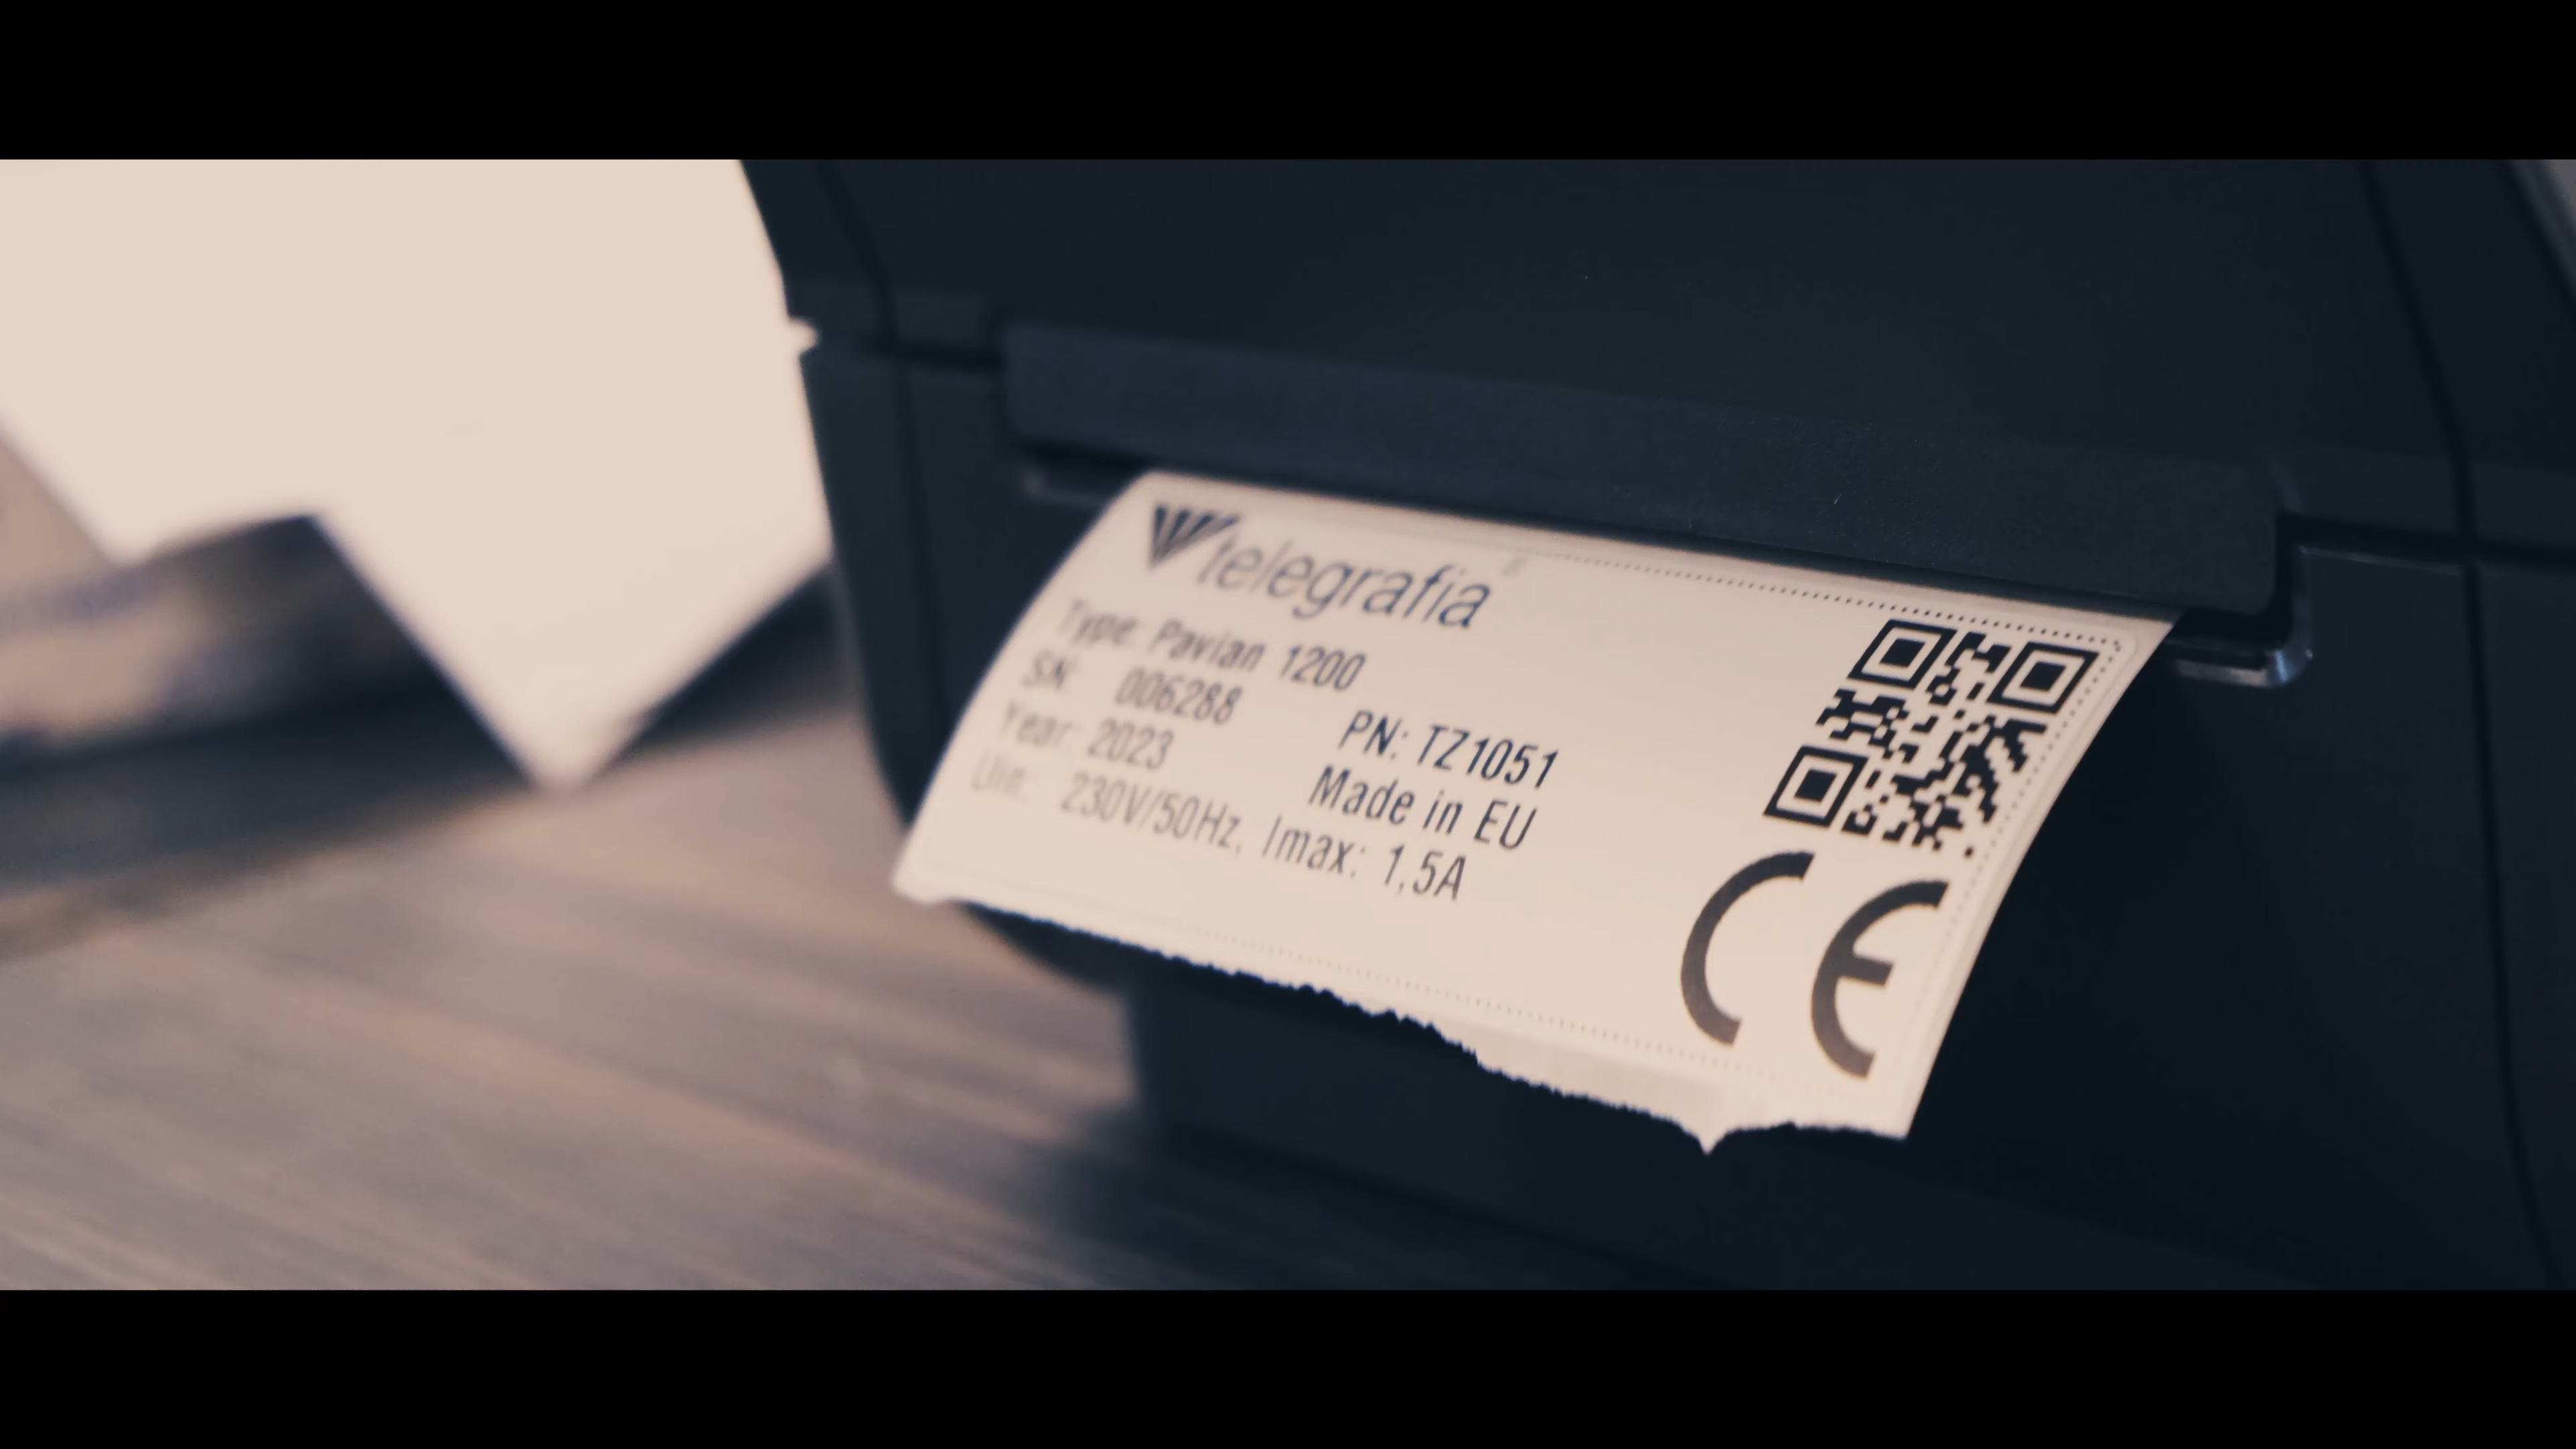 telegrafia
Type: Pavian 1200
SN: 006288
PN: TZ1051
Year: 2023
Made in EU
Uin: 230V/50Hz, Imax: 1,5A
CE